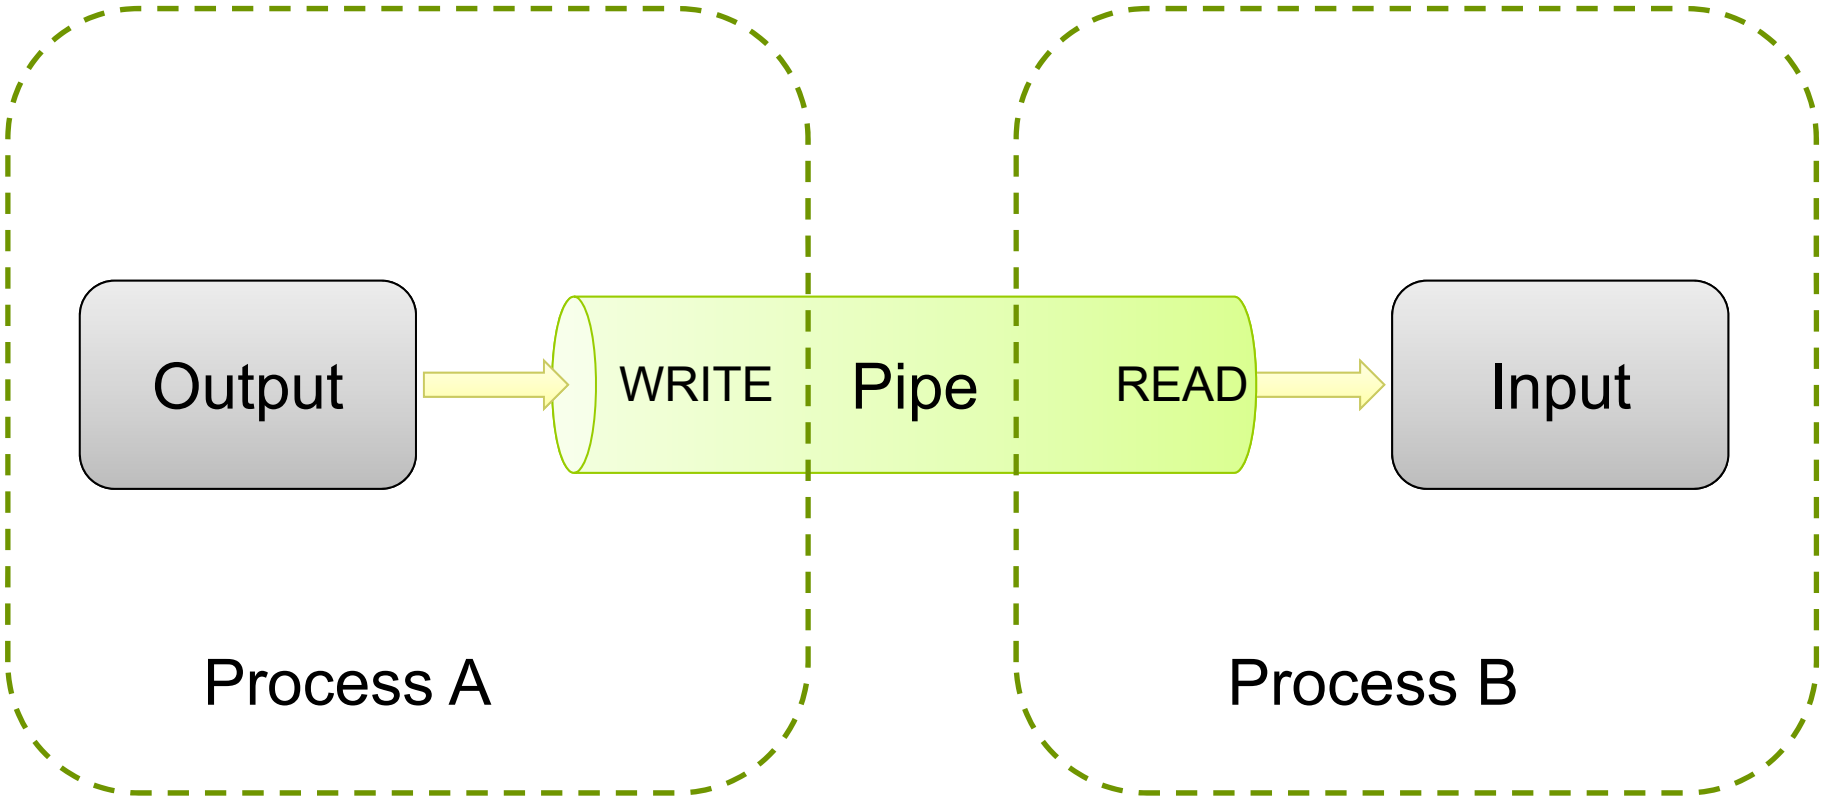 Output
WRITE
Pipe
READ
Input
Process A
Process B